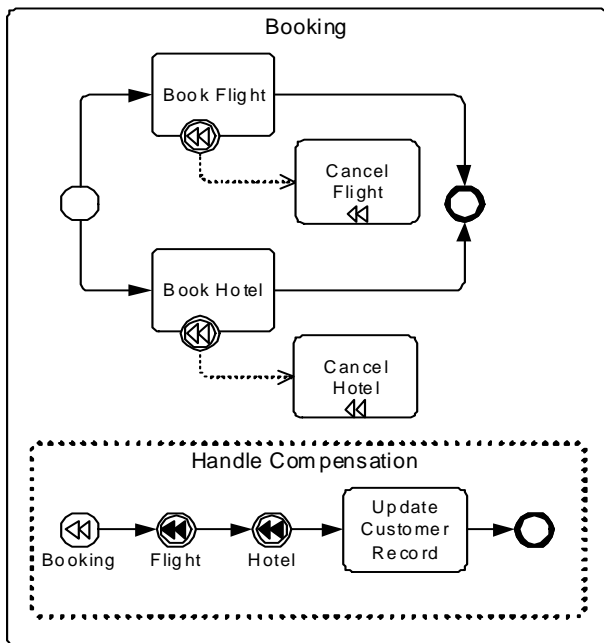 Booking
Book Flight
Cancel
Flight
Book Hotel
Cancel
Hotel
Handle Compensation
Update
Customer
Record
Booking
Flight
Hotel